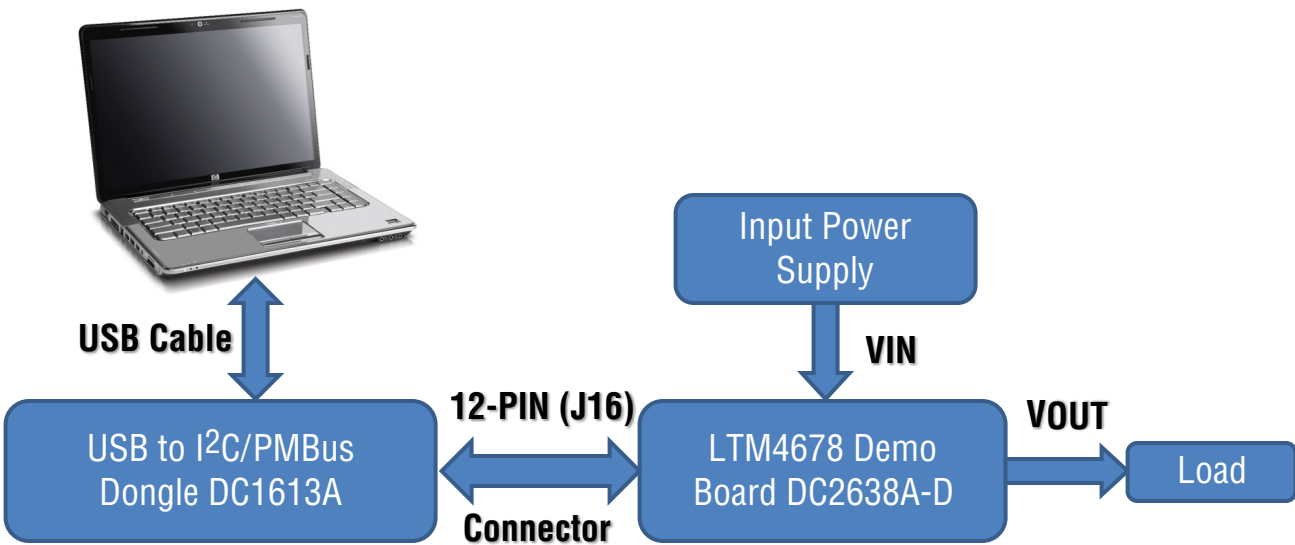 Input Power
Supply
USB Cable
VIN
12-PIN (J16)
VOUT
USB to I²C/PMBus
Dongle DC1613A
LTM4678 Demo
Board DC2638A-D
Load
Connector